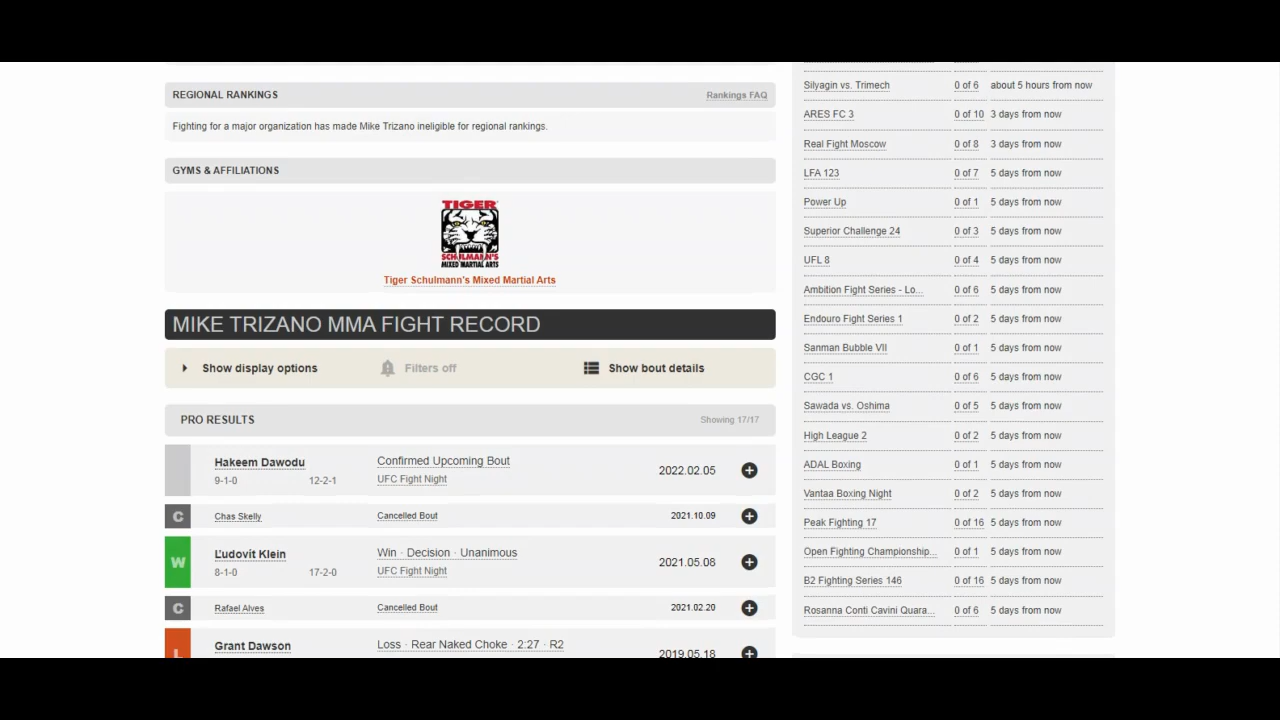 REGIONAL RANKINGS
Rankings FAQ
Fighting for a major organization has made Mike Trizano ineligible for regional rankings.
GYMS & AFFILIATIONS
TIGER
SCHULMANN'S
MIXED MARTIAL ARTS
Tiger Schulmann's Mixed Martial Arts
MIKE TRIZANO MMA FIGHT RECORD
Show display options
Filters off
Show bout details
PRO RESULTS
Showing 17/17
Hakeem Dawodu Confirmed Upcoming Bout 2022.02.05
9-1-0 12-2-1 UFC Fight Night
C Chas Skelly Cancelled Bout 2021.10.09
W Ľudovit Klein Win · Decision · Unanimous 2021.05.08
8-1-0 17-2-0 UFC Fight Night
C Rafael Alves Cancelled Bout 2021.02.20
L Grant Dawson Loss · Rear Naked Choke · 2:27 · R2 2019.05.18
Silyagin vs. Trimech 0 of 6 about 5 hours from now
ARES FC 3 0 of 10 3 days from now
Real Fight Moscow 0 of 8 3 days from now
LFA 123 0 of 7 5 days from now
Power Up 0 of 1 5 days from now
Superior Challenge 24 0 of 3 5 days from now
UFL 8 0 of 4 5 days from now
Ambition Fight Series - Lo... 0 of 6 5 days from now
Endouro Fight Series 1 0 of 2 5 days from now
Sanman Bubble VII 0 of 1 5 days from now
CGC 1 0 of 6 5 days from now
Sawada vs. Oshima 0 of 5 5 days from now
High League 2 0 of 2 5 days from now
ADAL Boxing 0 of 1 5 days from now
Vantaa Boxing Night 0 of 2 5 days from now
Peak Fighting 17 0 of 16 5 days from now
Open Fighting Championship... 0 of 1 5 days from now
B2 Fighting Series 146 0 of 16 5 days from now
Rosanna Conti Cavini Quara... 0 of 6 5 days from now